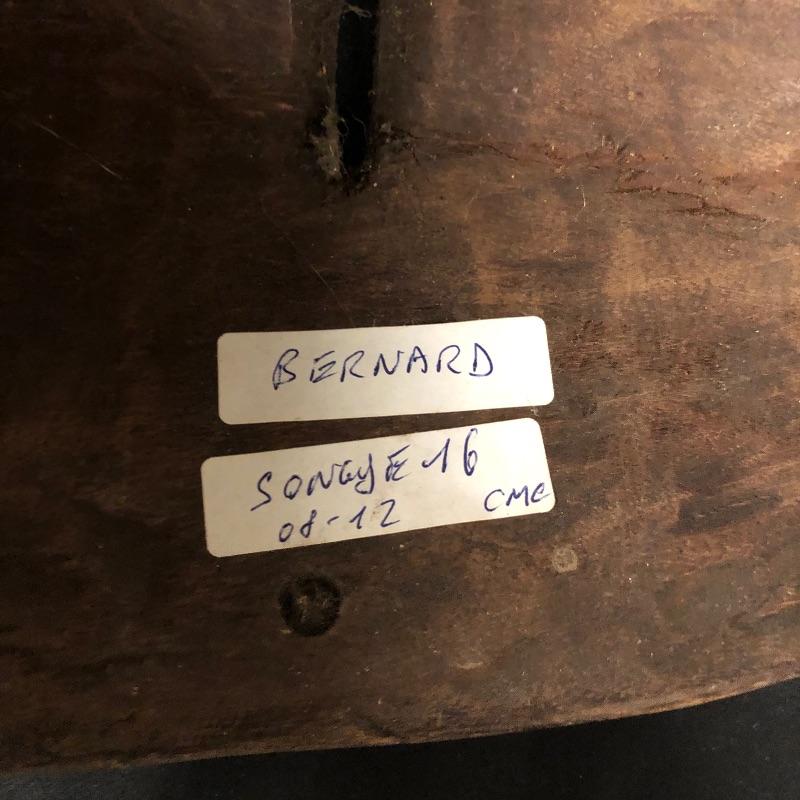 BERNARD
SONGYE 16
08-12
CMC